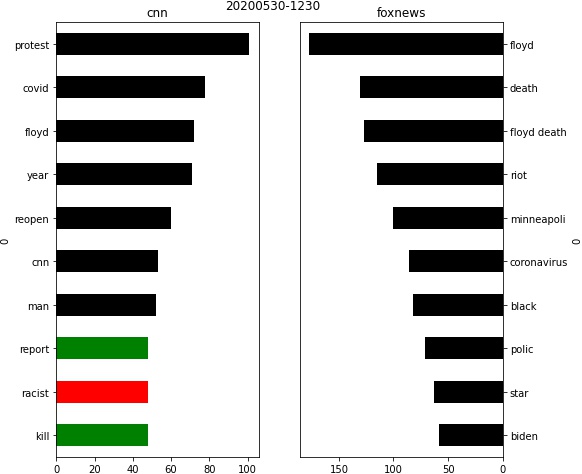 20200530-1230
cnn
foxnews
protest
covid
floyd
year
reopen
cnn
man
report
racist
kill
0
0 20 40 60 80 100
floyd
death
floyd death
riot
minneapoli
coronavirus
black
polic
star
biden
0
150 100 50 0